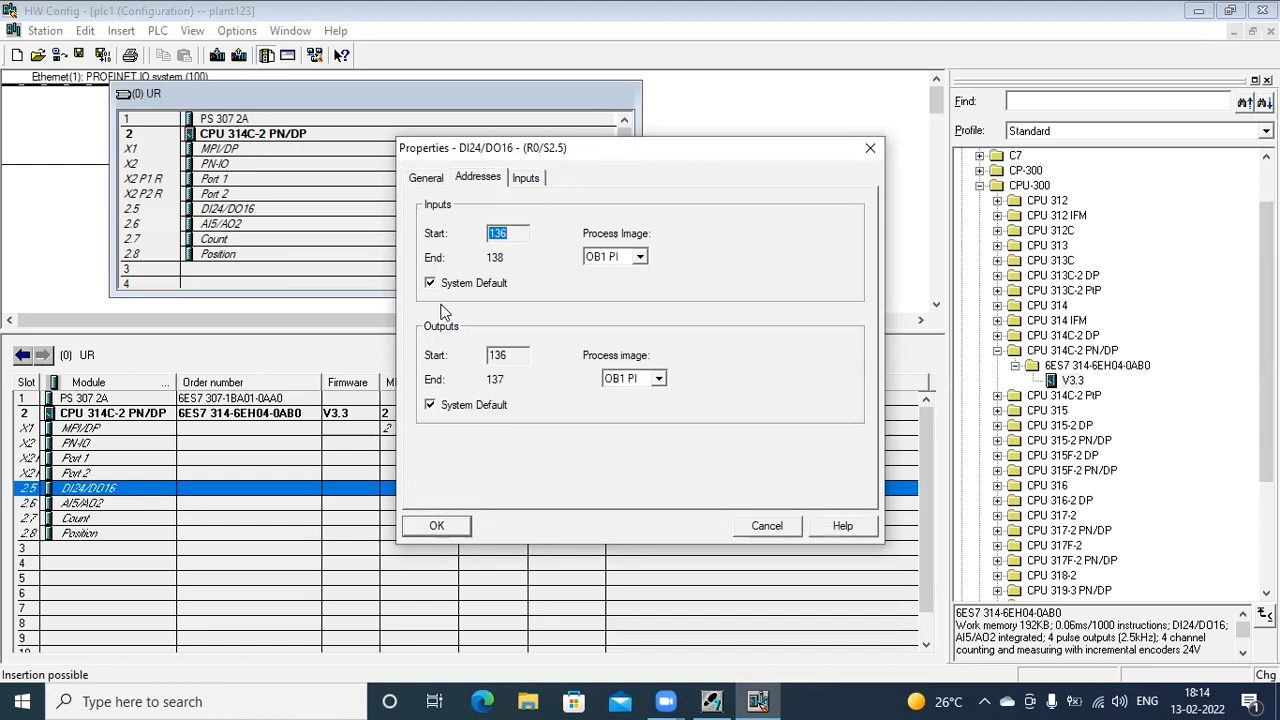 HW Config - [plc1 (Configuration) -- plant123]
Station Edit Insert PLC View Options Window Help
Ethernet(1): PROFINET IO system (100)
(0) UR
1 PS 307 2A
2 CPU 314C-2 PN/DP
X1 MPI/DP
X2 PN-IO
X2 P1 R Port 1
X2 P2 R Port 2
2.5 DI24/DO16
2.6 AI5/AO2
2.7 Count
2.8 Position
3
4
Properties - DI24/DO16 - (R0/S2.5)
General Addresses Inputs
Inputs
Start: 136 Process Image:
End: 138 OB1 PI
System Default
Outputs
Start: 136 Process image:
End: 137 OB1 PI
System Default
OK Cancel Help
Find:
Profile: Standard
C7
CP-300
CPU-300
CPU 312
CPU 312 IFM
CPU 312C
CPU 313
CPU 313C
CPU 313C-2 DP
CPU 313C-2 PtP
CPU 314
CPU 314 IFM
CPU 314C-2 DP
CPU 314C-2 PN/DP
6ES7 314-6EH04-0AB0
V3.3
CPU 314C-2 PtP
CPU 315
CPU 315-2 DP
CPU 315-2 PN/DP
CPU 315F-2 DP
CPU 315F-2 PN/DP
CPU 316
CPU 316-2 DP
CPU 317-2
CPU 317-2 PN/DP
CPU 317F-2
CPU 317F-2 PN/DP
CPU 318-2
CPU 319-3 PN/DP
6ES7 314-6EH04-0AB0
Work memory 192KB; 0.06ms/1000 instructions; DI24/DO16;
AI5/AO2 integrated; 4 pulse outputs (2.5kHz); 4 channel
counting and measuring with incremental encoders 24V
(0) UR
Slot Module ... Order number Firmware
1 PS 307 2A 6ES7 307-1BA01-0AA0
2 CPU 314C-2 PN/DP 6ES7 314-6EH04-0AB0 V3.3 2
X1 MPI/DP 2
X2 PN-IO
Port 1
Port 2
2.5 DI24/DO16
2.6 AI5/AO2
2.7 Count
2.8 Position
3
4
5
6
7
8
9
Insertion possible
Type here to search
26°C ENG 18:14
13-02-2022